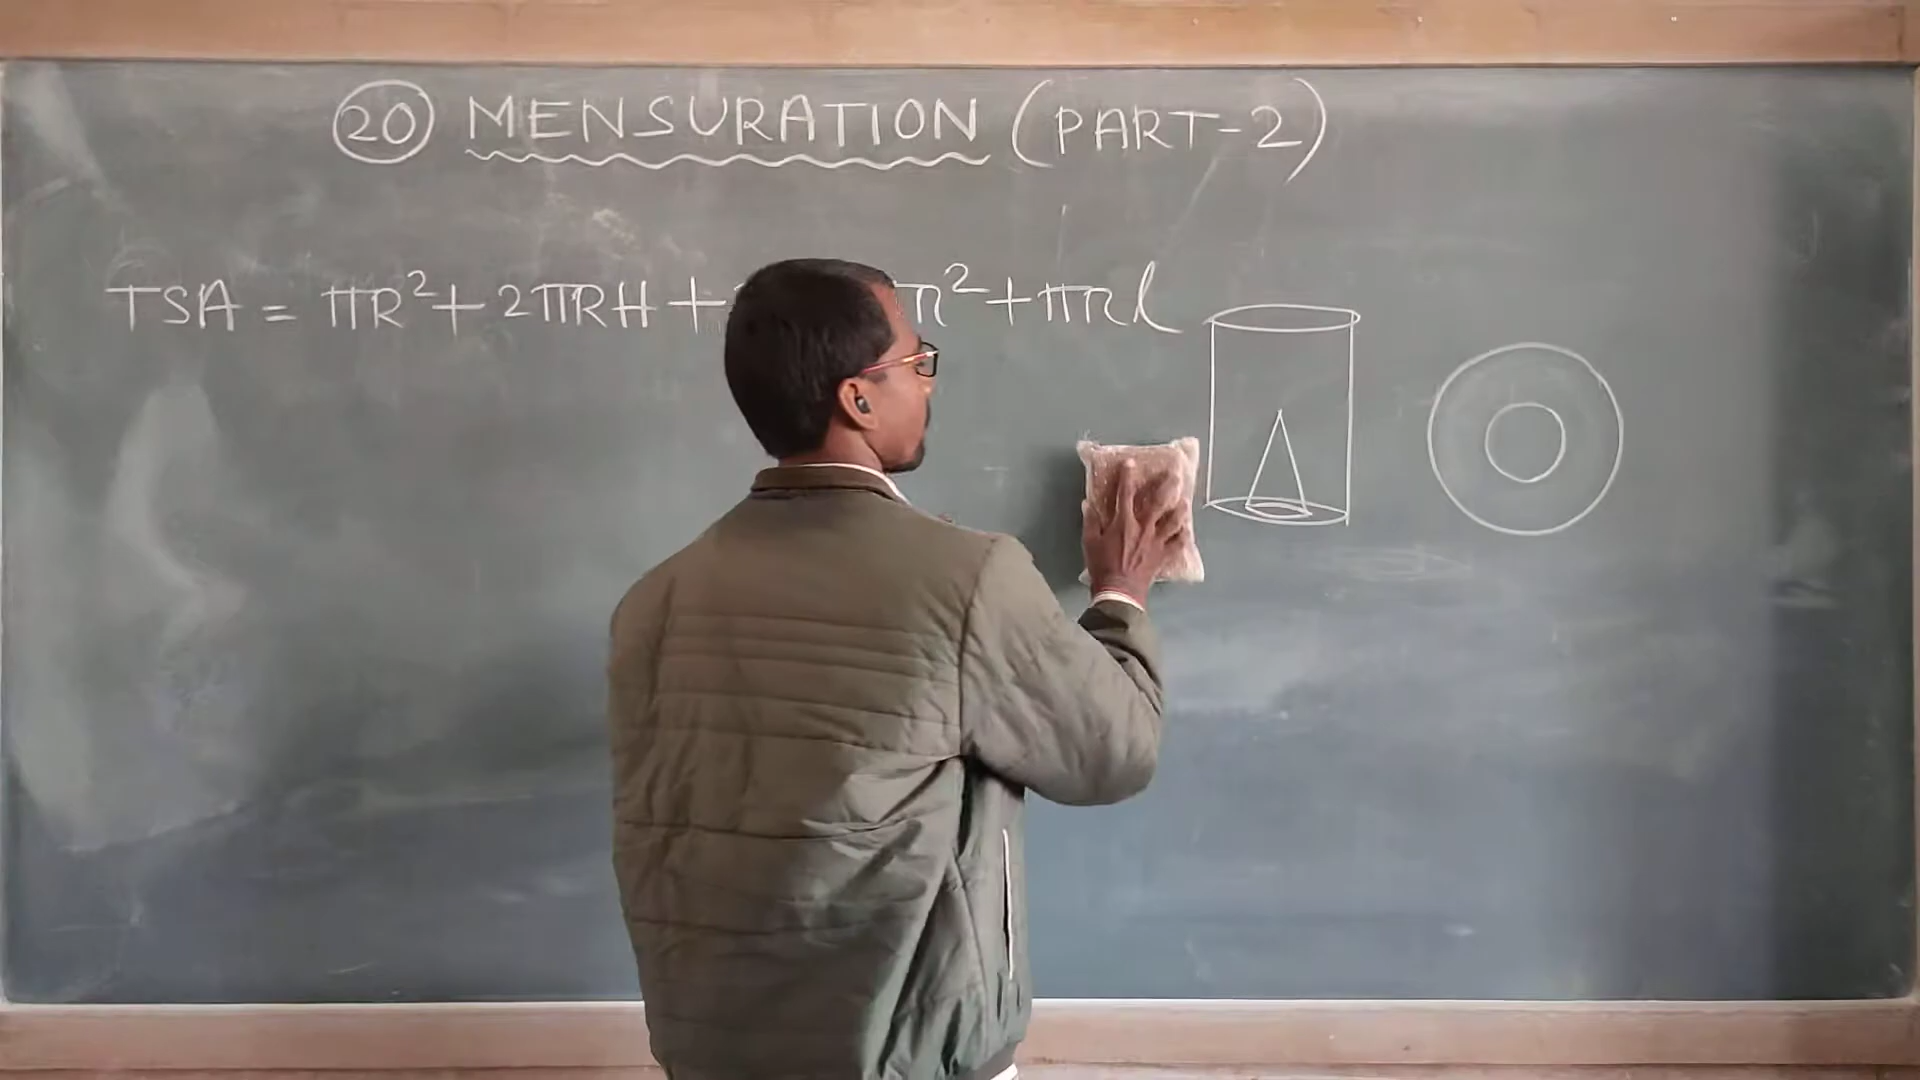 20 MENSURATION (PART-2)
TSA = πR²+2πRH+ πr²+πrl